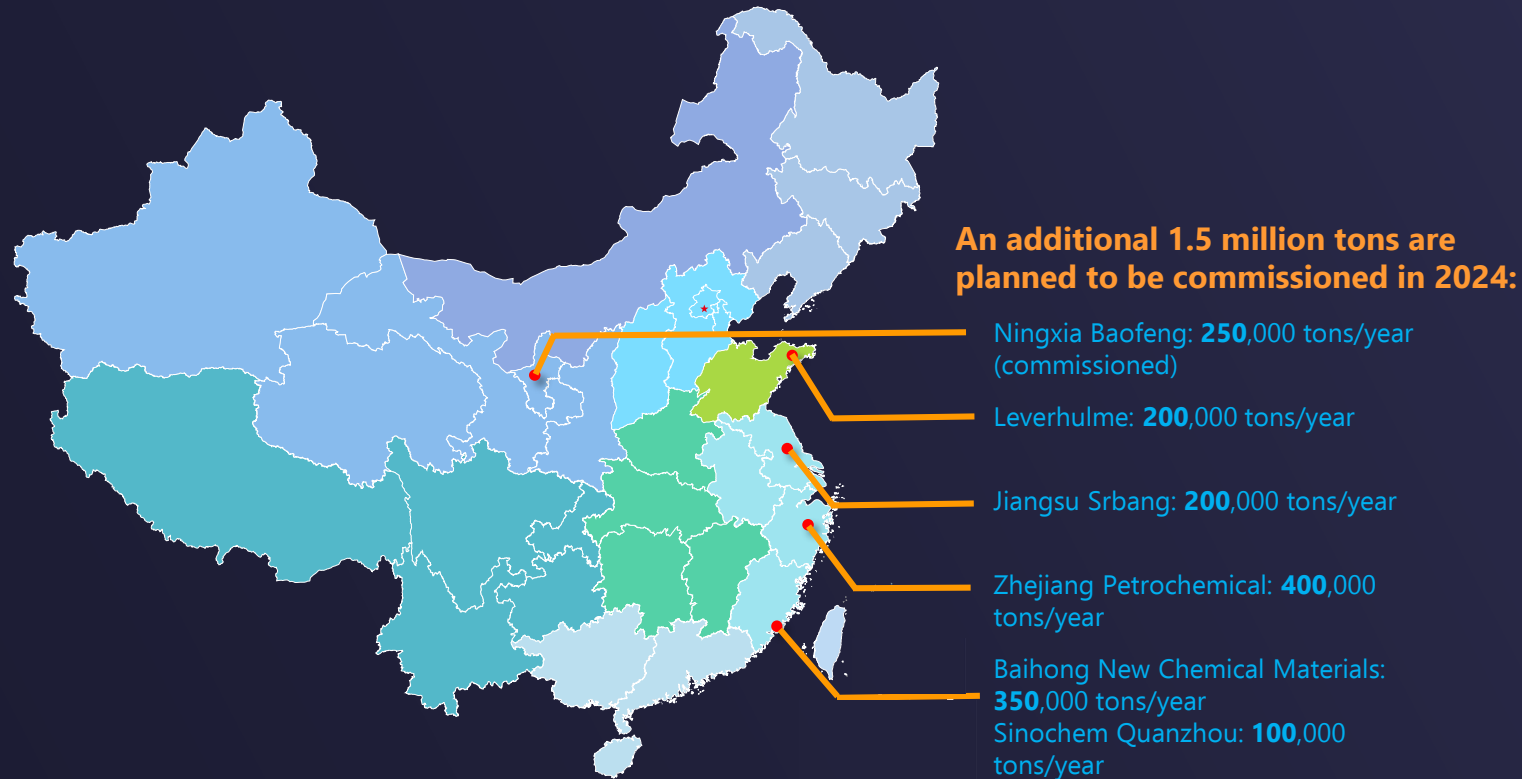 An additional 1.5 million tons are
planned to be commissioned in 2024:
Ningxia Baofeng: 250,000 tons/year
(commissioned)
Leverhulme: 200,000 tons/year
Jiangsu Srbang: 200,000 tons/year
Zhejiang Petrochemical: 400,000
tons/year
Baihong New Chemical Materials:
350,000 tons/year
Sinochem Quanzhou: 100,000
tons/year